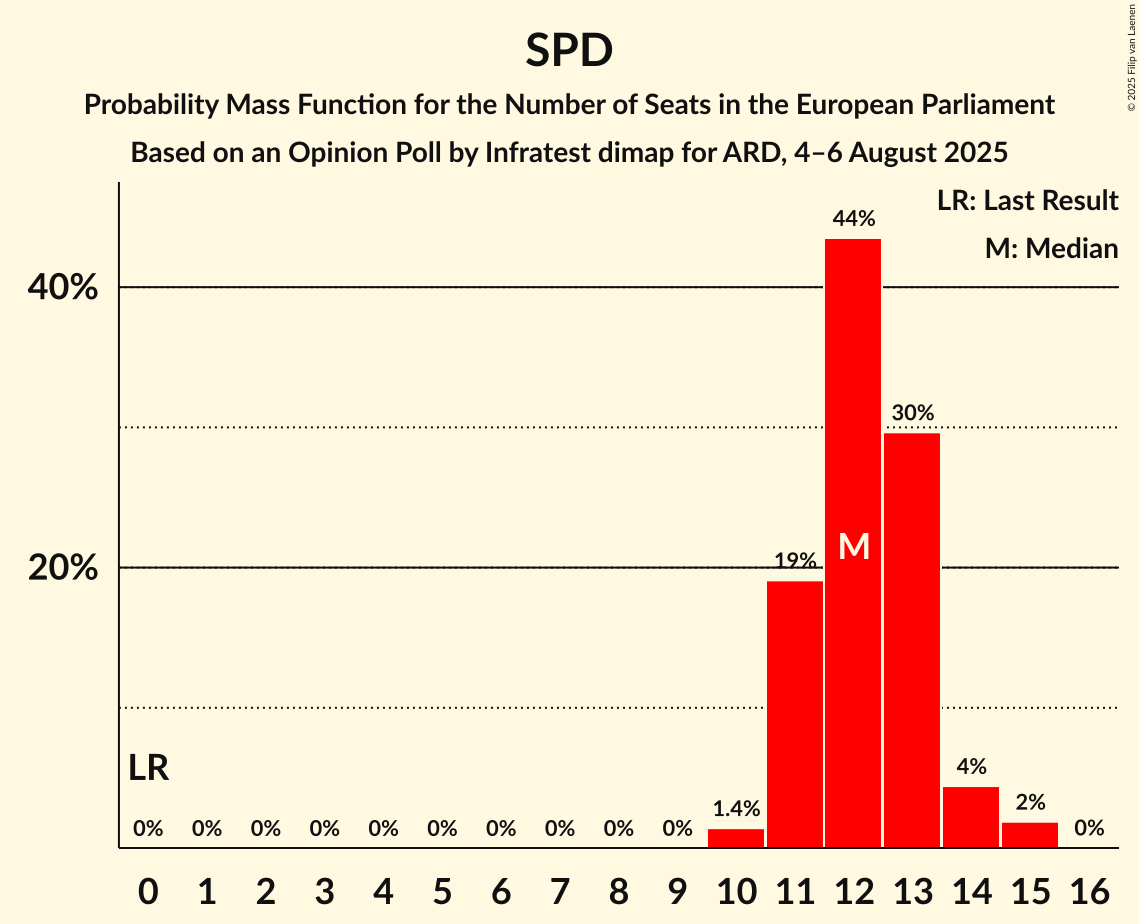 SPD
Probability Mass Function for the Number of Seats in the European Parliament
Based on an Opinion Poll by Infratest dimap for ARD, 4–6 August 2025
© 2025 Filip van Laenen
LR: Last Result
M: Median
44%
40%
30%
19%
M
20%
LR
4%
2%
1.4%
0% 0% 0% 0% 0% 0% 0% 0% 0% 0% 0%
0 1 2 3 4 5 6 7 8 9 10 11 12 13 14 15 16